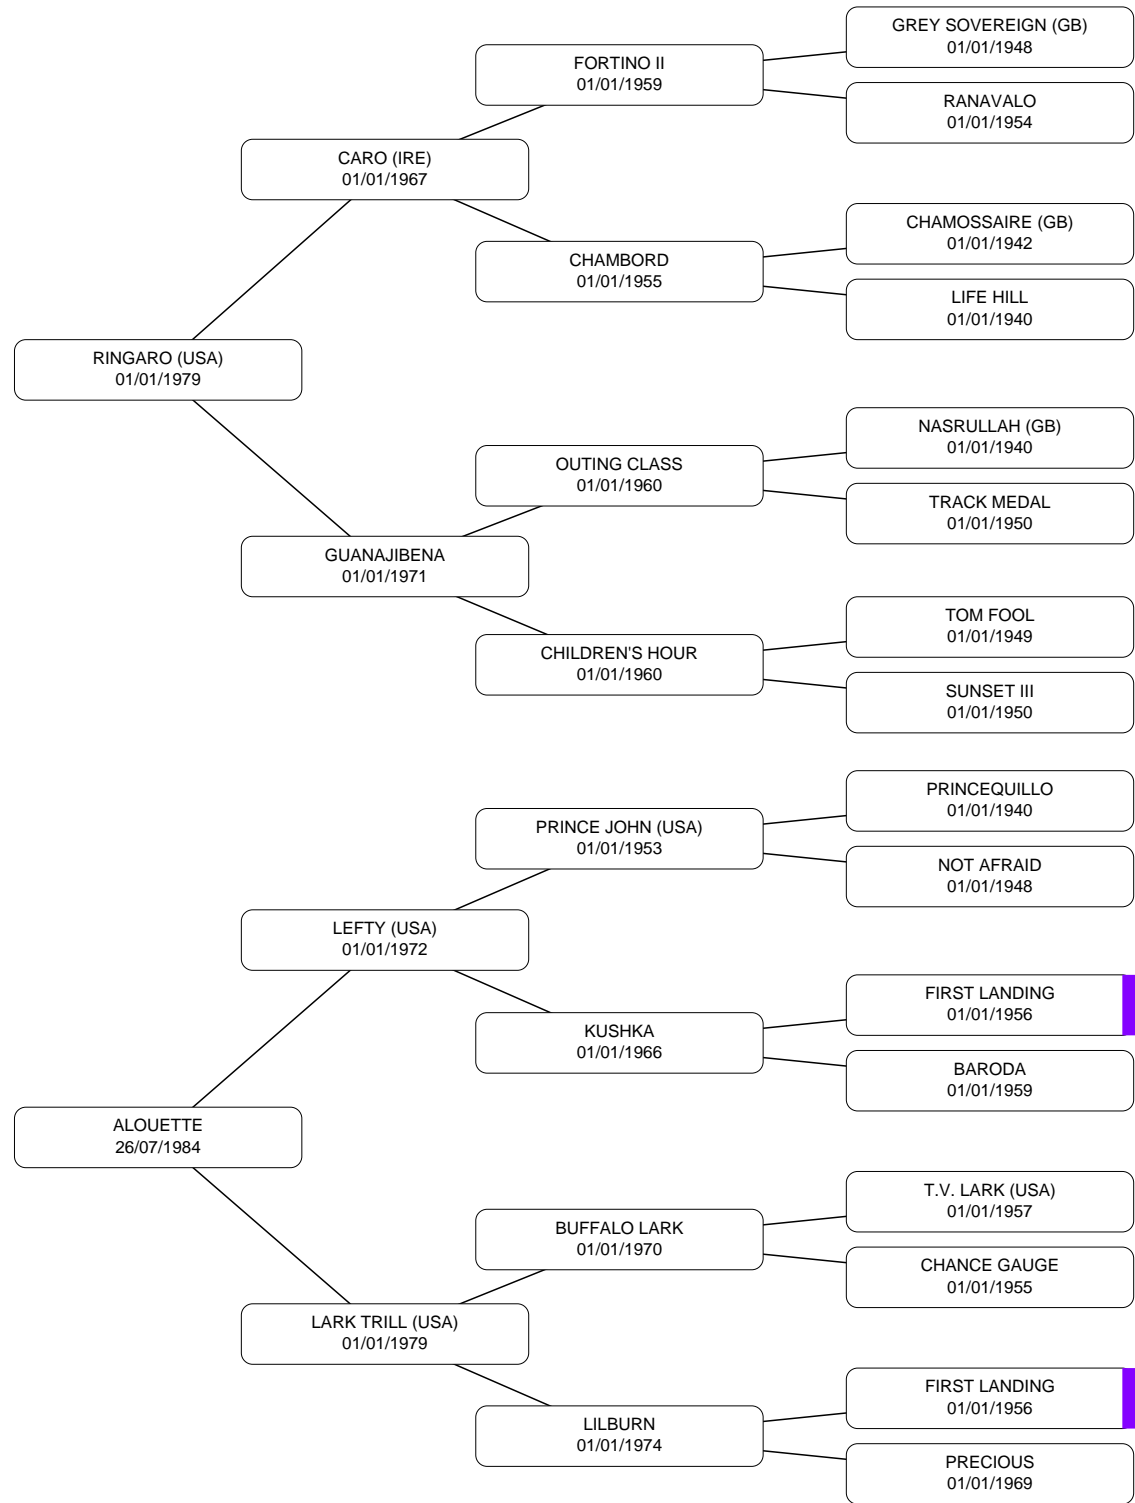 GREY SOVEREIGN (GB)
01/01/1948
FORTINO II
01/01/1959
RANAVALO
01/01/1954
CARO (IRE)
01/01/1967
CHAMOSSAIRE (GB)
01/01/1942
CHAMBORD
01/01/1955
LIFE HILL
01/01/1940
RINGARO (USA)
01/01/1979
NASRULLAH (GB)
01/01/1940
OUTING CLASS
01/01/1960
TRACK MEDAL
01/01/1950
GUANAJIBENA
01/01/1971
TOM FOOL
01/01/1949
CHILDREN'S HOUR
01/01/1960
SUNSET III
01/01/1950
PRINCEQUILLO
01/01/1940
PRINCE JOHN (USA)
01/01/1953
NOT AFRAID
01/01/1948
LEFTY (USA)
01/01/1972
FIRST LANDING
01/01/1956
KUSHKA
01/01/1966
BARODA
01/01/1959
ALOUETTE
26/07/1984
T.V. LARK (USA)
01/01/1957
BUFFALO LARK
01/01/1970
CHANCE GAUGE
01/01/1955
LARK TRILL (USA)
01/01/1979
FIRST LANDING
01/01/1956
LILBURN
01/01/1974
PRECIOUS
01/01/1969